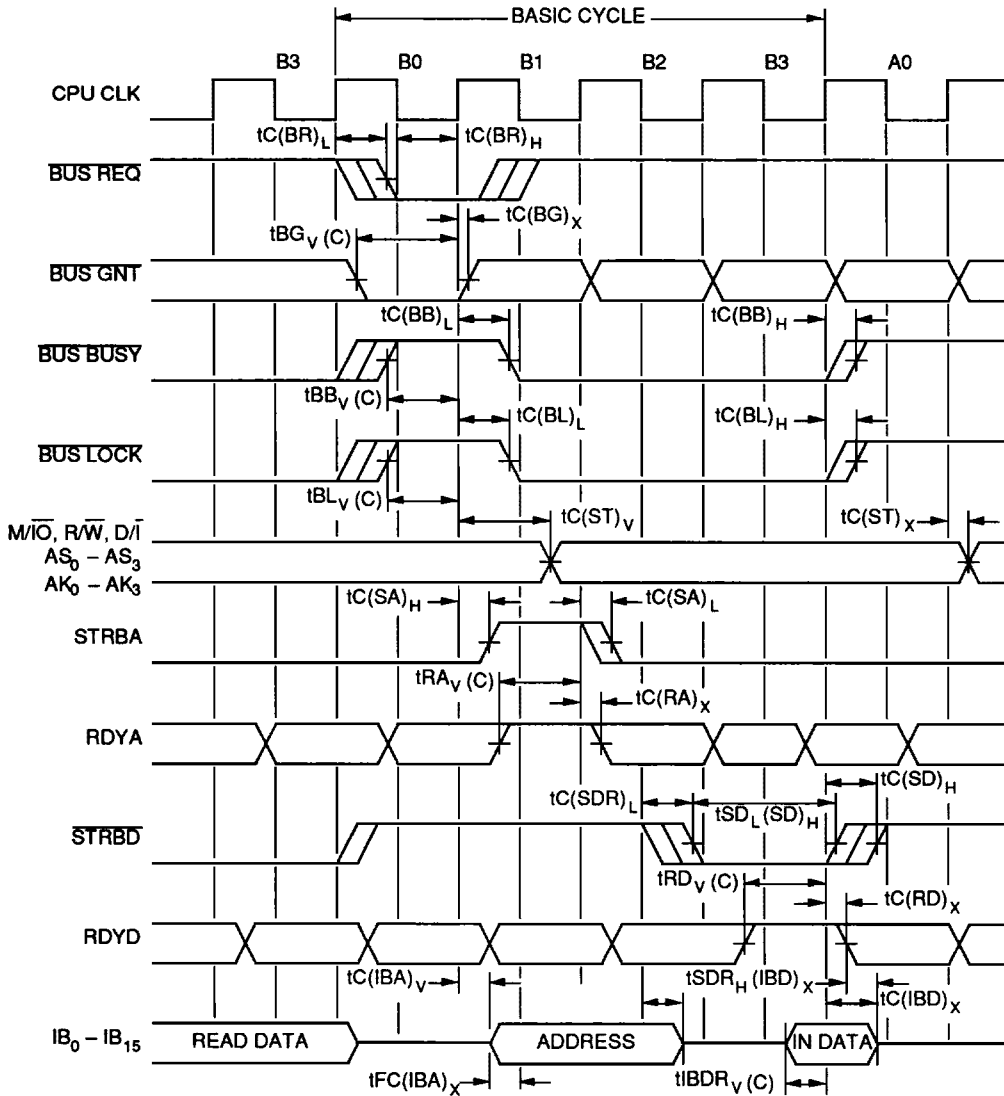 BASIC CYCLE
B3 B0 B1 B2 B3 A0
CPU CLK
tC(BR)L tC(BR)H
BUS REQ
tC(BG)X
tBGV (C)
BUS GNT
tC(BB)L tC(BB)H
BUS BUSY
tBBV (C)
tC(BL)L tC(BL)H
BUS LOCK
tBLV (C)
M/IO, R/W, D/I tC(ST)V tC(ST)X
AS0 – AS3
AK0 – AK3
tC(SA)H tC(SA)L
STRBA
tRAV (C)
tC(RA)X
RDYA
tC(SD)H
tC(SDR)L tSDL(SD)H
STRBD
tRDV (C)
tC(RD)X
RDYD
tC(IBA)V tSDRH (IBD)X
tC(IBD)X
IB0 – IB15 READ DATA ADDRESS IN DATA
tFC(IBA)X tIBDRV (C)